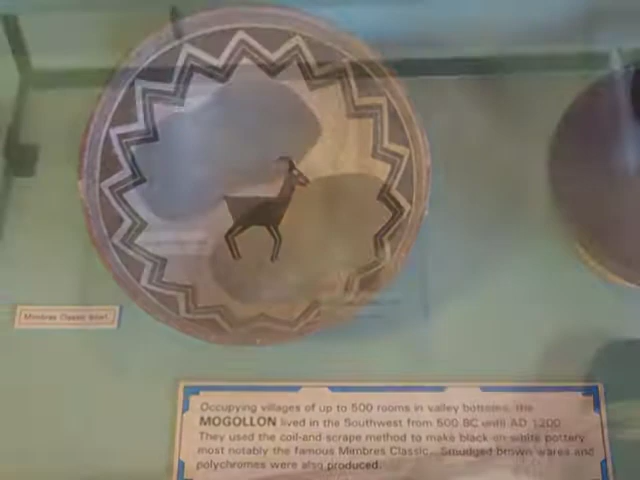 Mimbres Classic Bowl
Occupying villages of up to 500 rooms in valley bottoms, the
MOGOLLON lived in the Southwest from 500 BC until AD 1200
They used the coil-and-scrape method to make black-on-white pottery
most notably the famous Mimbres Classic. Smudged brown wares and
polychromes were also produced.